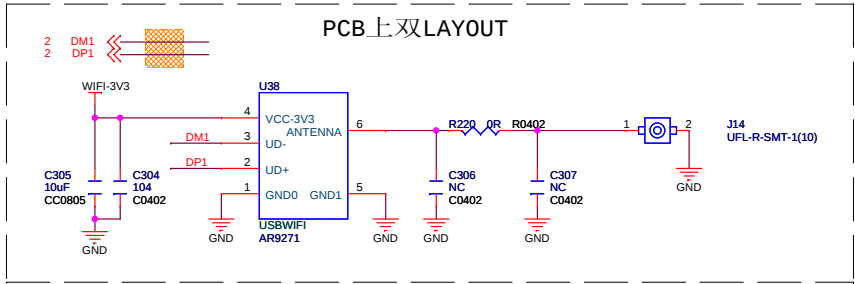 PCB上双LAYOUT
2 DM1
2 DP1
WIFI-3V3
U38
4 VCC-3V3
ANTENNA 6
DM1 3 UD-
DP1 2 UD+
1 GND0 GND1 5
USBWIFI
AR9271
C305
10uF
CC0805
C304
104
C0402
GND
GND
GND
R220 0R R0402
C306
NC
C0402
GND
C307
NC
C0402
GND
1 2
J14
UFL-R-SMT-1(10)
GND